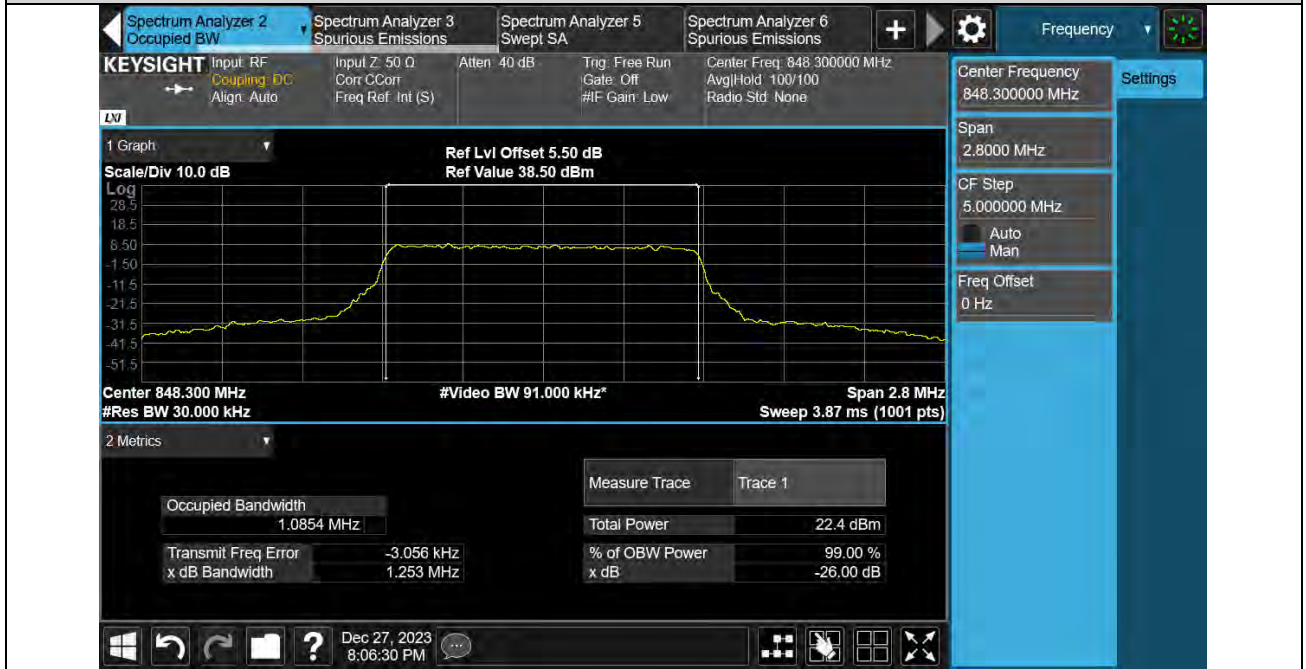 Spectrum Analyzer 2 Spectrum Analyzer 3 Spectrum Analyzer 5 Spectrum Analyzer 6 + Frequency
Occupied BW Spurious Emissions Swept SA Spurious Emissions
KEYSIGHT Input: RF Input Z: 50 Ω Atten: 40 dB Trig: Free Run Center Freq: 848.300000 MHz
Coupling: DC Corr CCorr Gate: Off Avg|Hold: 100/100
Align: Auto Freq Ref: Int (S) #IF Gain: Low Radio Std: None
LXI
Center Frequency Settings
848.300000 MHz
Span
2.8000 MHz
CF Step
5.000000 MHz
Auto
Man
Freq Offset
0 Hz
1 Graph Ref Lvl Offset 5.50 dB
Scale/Div 10.0 dB Ref Value 38.50 dBm
Log
28.5
18.5
8.50
-1.50
-11.5
-21.5
-31.5
-41.5
-51.5
Center 848.300 MHz #Video BW 91.000 kHz* Span 2.8 MHz
#Res BW 30.000 kHz Sweep 3.87 ms (1001 pts)
2 Metrics
Measure Trace Trace 1
Occupied Bandwidth
1.0854 MHz Total Power 22.4 dBm
Transmit Freq Error -3.056 kHz % of OBW Power 99.00 %
x dB Bandwidth 1.253 MHz x dB -26.00 dB
? Dec 27, 2023
8:06:30 PM